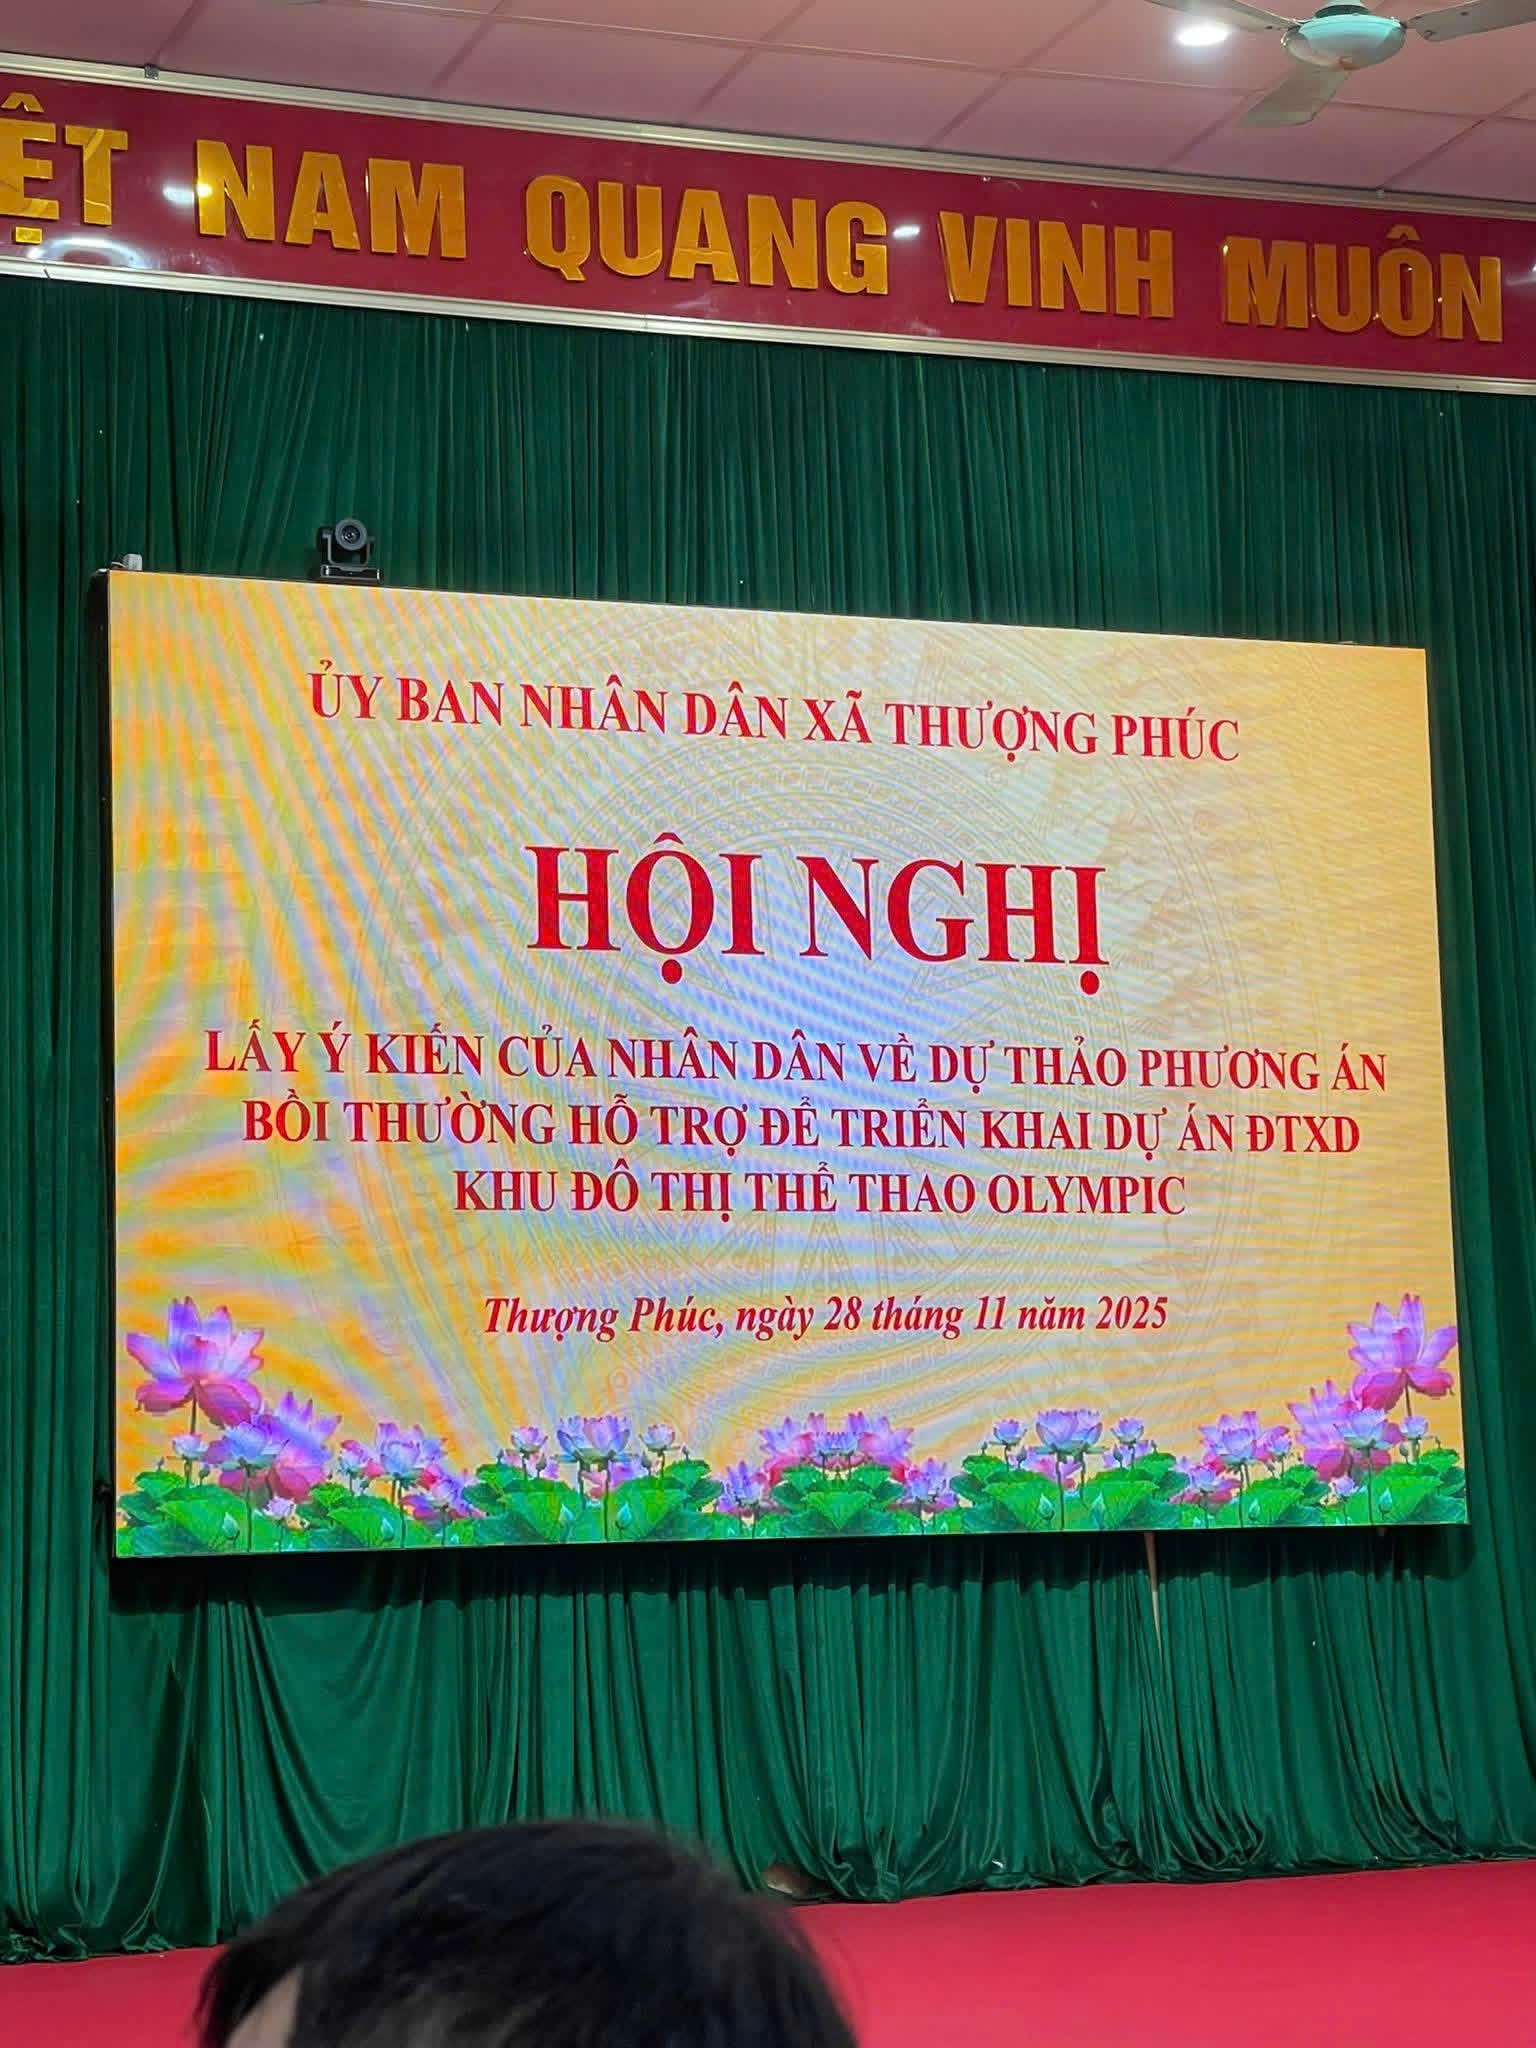 ỆT NAM QUANG VINH MUÔN
ỦY BAN NHÂN DÂN XÃ THƯỢNG PHÚC
HỘI NGHỊ
LẤY Ý KIẾN CỦA NHÂN DÂN VỀ DỰ THẢO PHƯƠNG ÁN
BỒI THƯỜNG HỖ TRỢ ĐỂ TRIỂN KHAI DỰ ÁN ĐTXD
KHU ĐÔ THỊ THỂ THAO OLYMPIC
Thượng Phúc, ngày 28 tháng 11 năm 2025